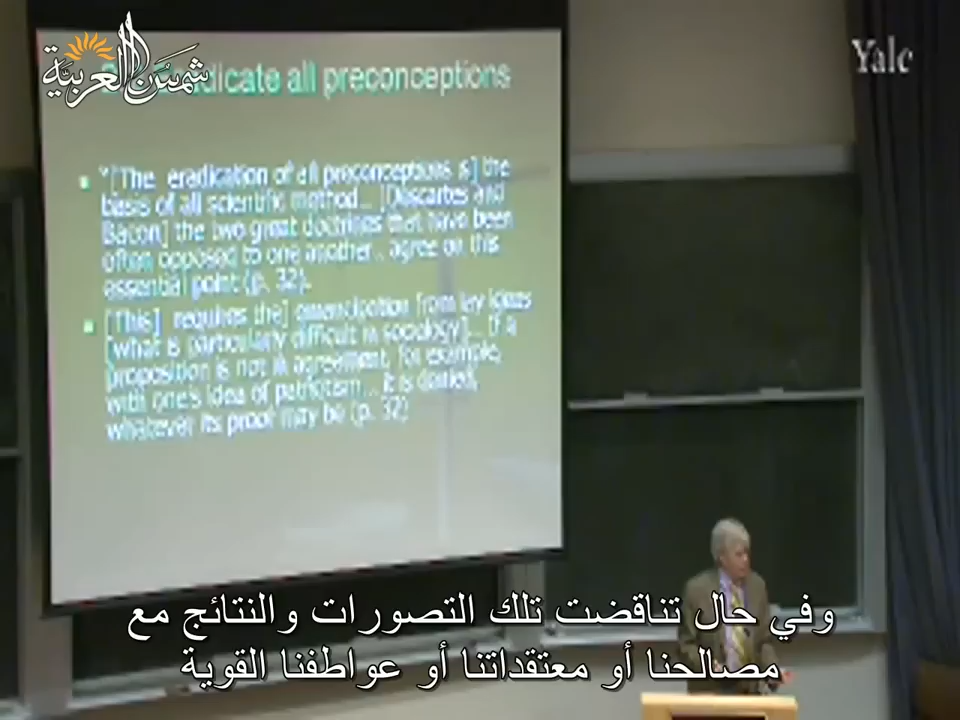 شمس العربية
Yale
eradicate all preconceptions
"[The eradication of all preconceptions is] the
basis of all scientific method... [Descartes and
Bacon] the two great doctrines that have been
often opposed to one another.. agree on this
essential point (p. 32).
[This] requires the] emancipation from lay ideas
[what is particularly difficult in sociology]... If a
proposition is not in agreement, for example,
with one's idea of patriotism... it is denied,
whatever its proof may be (p. 32)
وفي حال تناقضت تلك التصورات والنتائج مع
مصالحنا أو معتقداتنا أو عواطفنا القوية